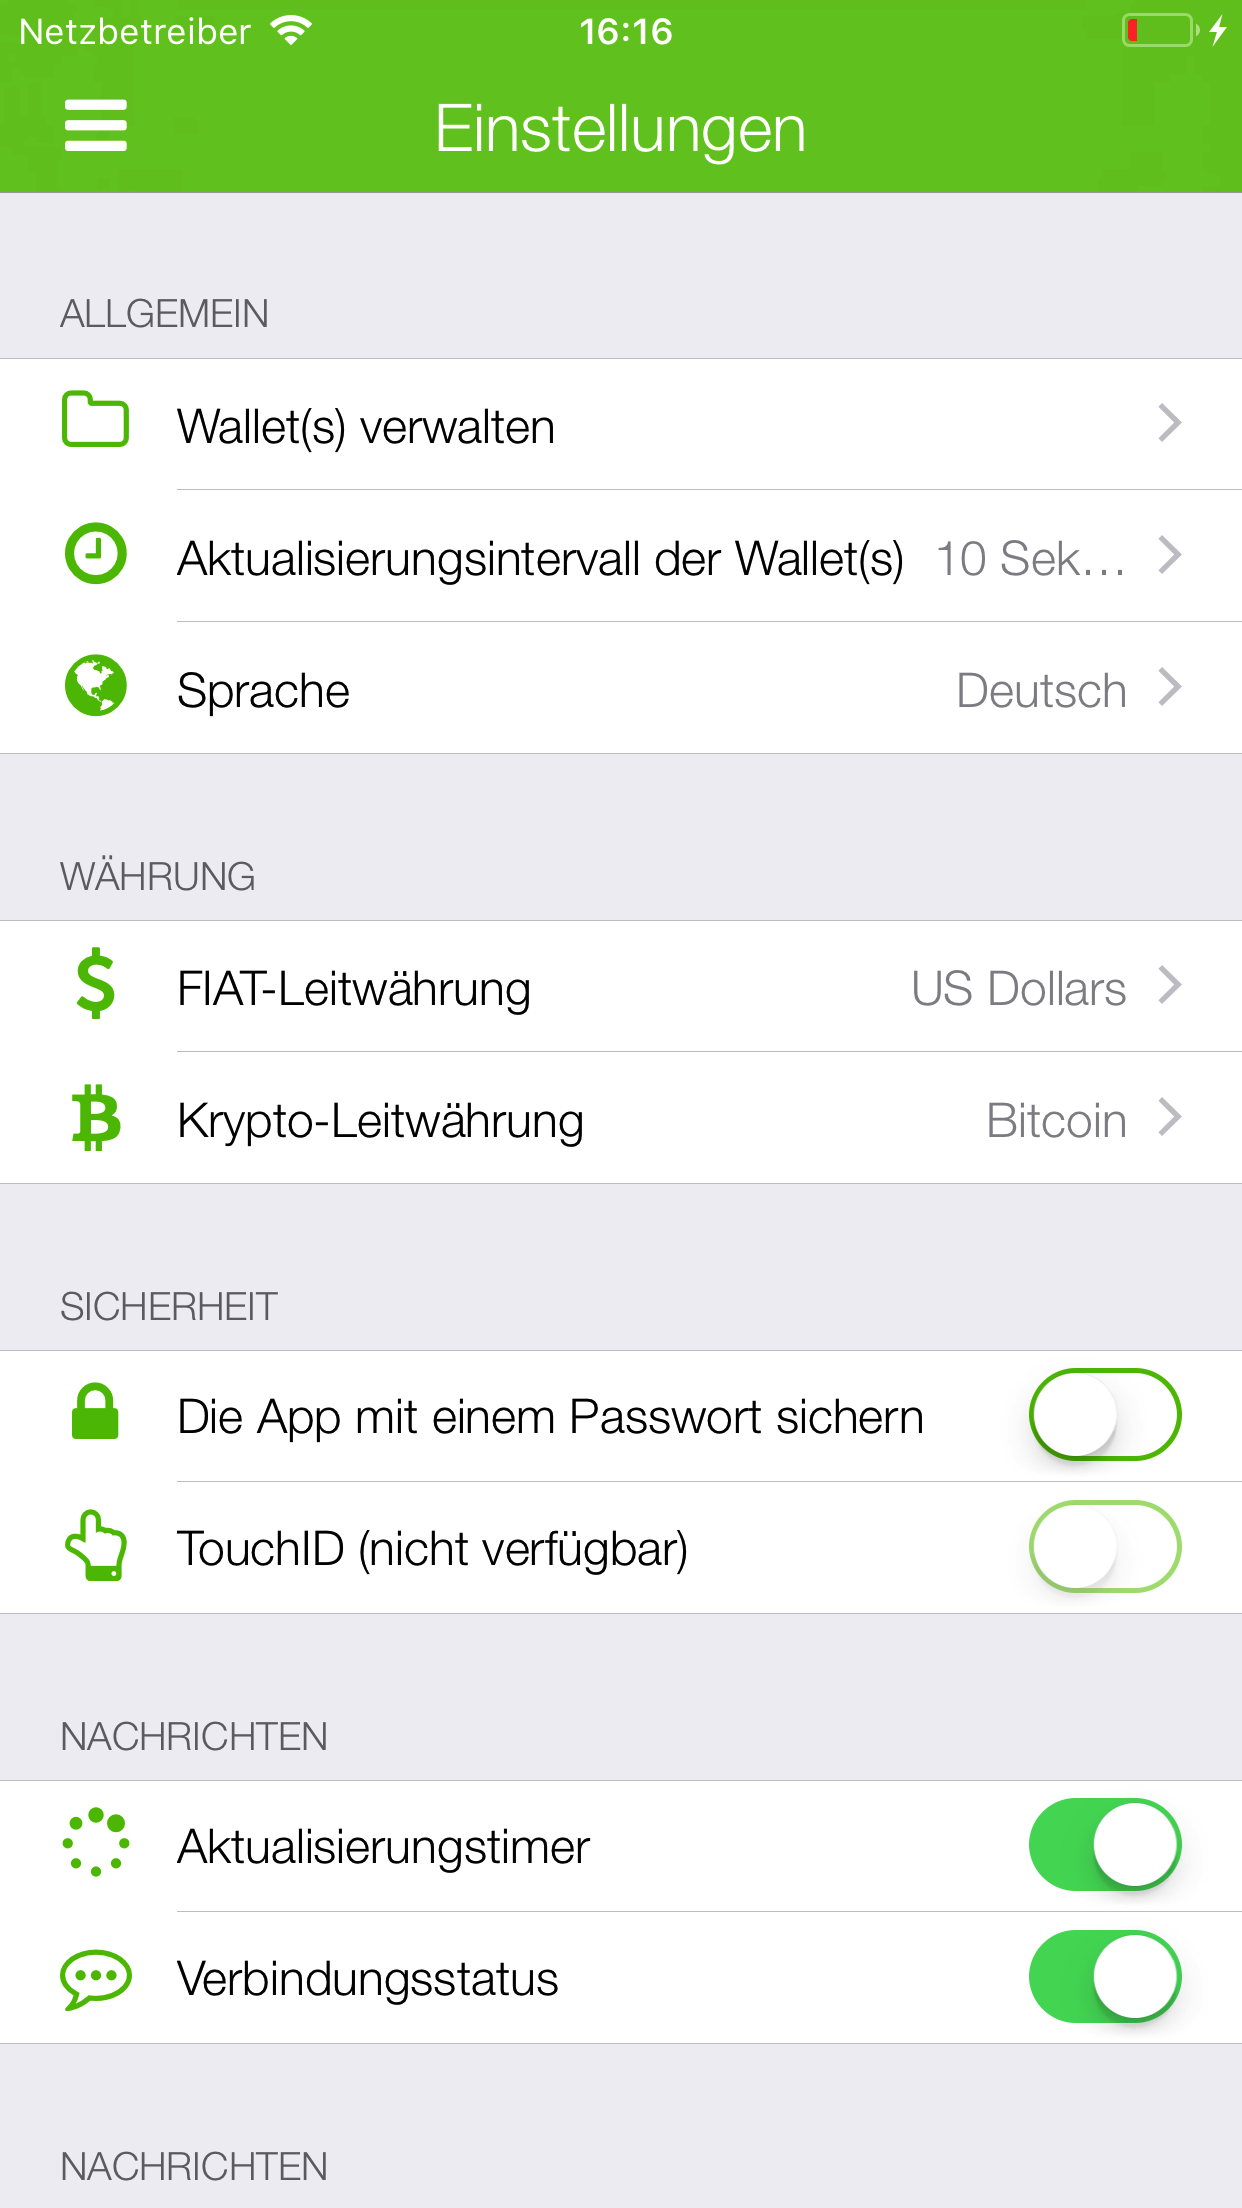 Netzbetreiber 16:16
Einstellungen
ALLGEMEIN
Wallet(s) verwalten
Aktualisierungsintervall der Wallet(s) 10 Sek...
Sprache Deutsch
WÄHRUNG
FIAT-Leitwährung US Dollars
Krypto-Leitwährung Bitcoin
SICHERHEIT
Die App mit einem Passwort sichern
TouchID (nicht verfügbar)
NACHRICHTEN
Aktualisierungstimer
Verbindungsstatus
NACHRICHTEN